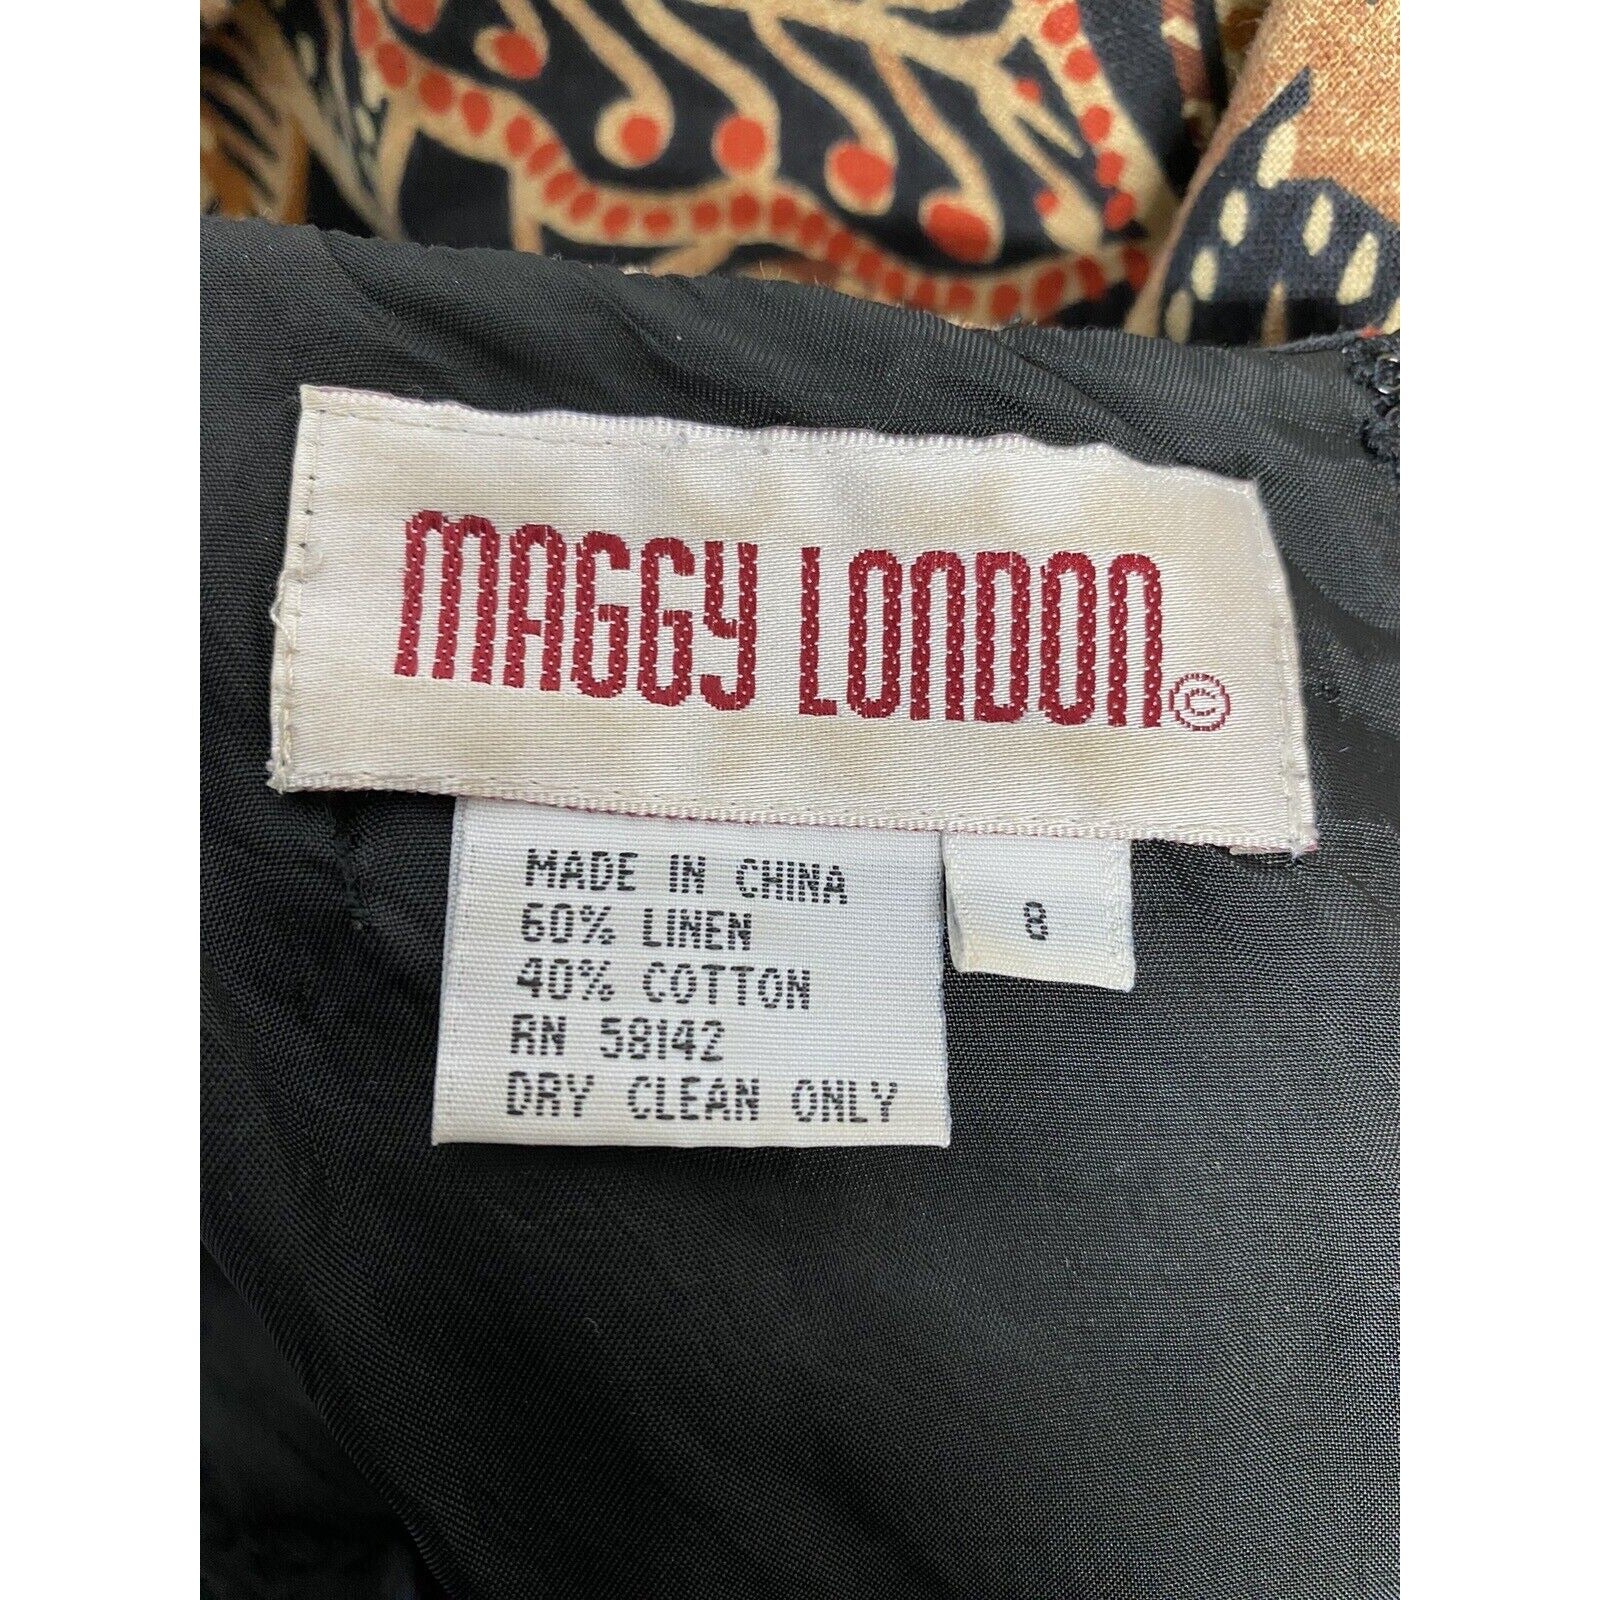 MAGGY LONDON©
MADE IN CHINA
60% LINEN
40% COTTON
RN 58142
DRY CLEAN ONLY
8